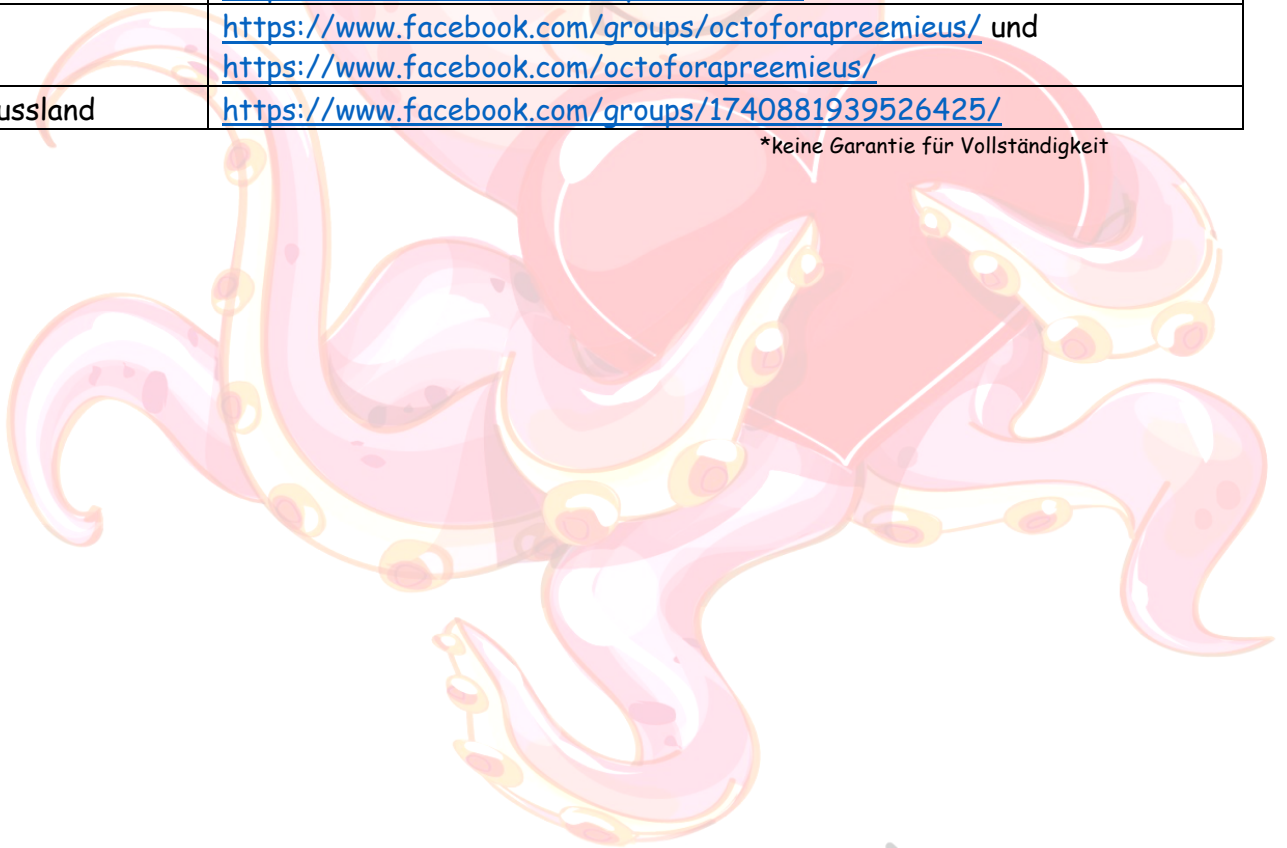 https://www.facebook.com/groups/octoforapreemieus/ und
https://www.facebook.com/octoforapreemieus/
ussland https://www.facebook.com/groups/1740881939526425/
*keine Garantie für Vollständigkeit